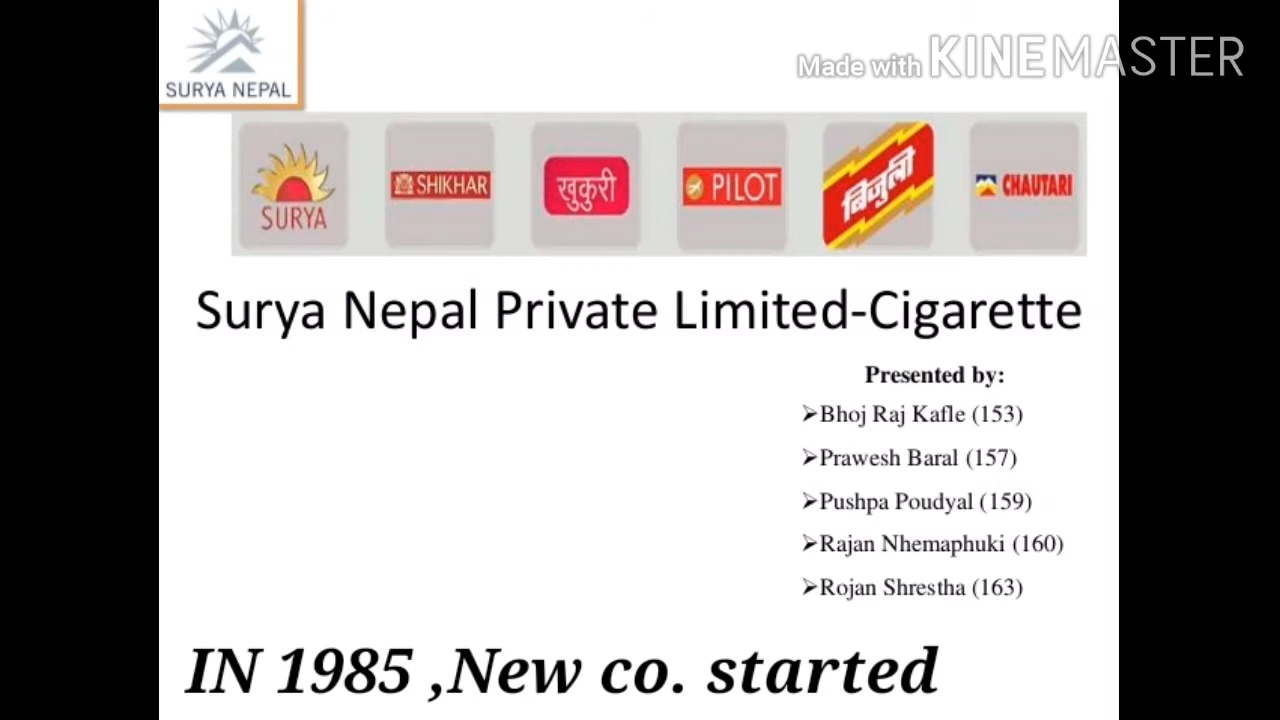 SURYA NEPAL
Made with KINEMASTER
SURYA
SHIKHAR
खुकुरी
PILOT
बिजुली
CHAUTARI
Surya Nepal Private Limited-Cigarette
Presented by:
➢Bhoj Raj Kafle (153)
➢Prawesh Baral (157)
➢Pushpa Poudyal (159)
➢Rajan Nhemaphuki (160)
➢Rojan Shrestha (163)
IN 1985 ,New co. started